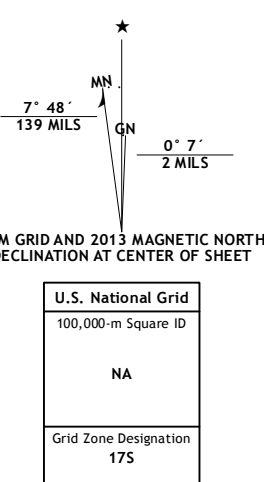 ★
MN
7° 48´
139 MILS
GN
0° 7´
2 MILS
M GRID AND 2013 MAGNETIC NORTH
DECLINATION AT CENTER OF SHEET
U.S. National Grid
100,000-m Square ID
NA
Grid Zone Designation
17S